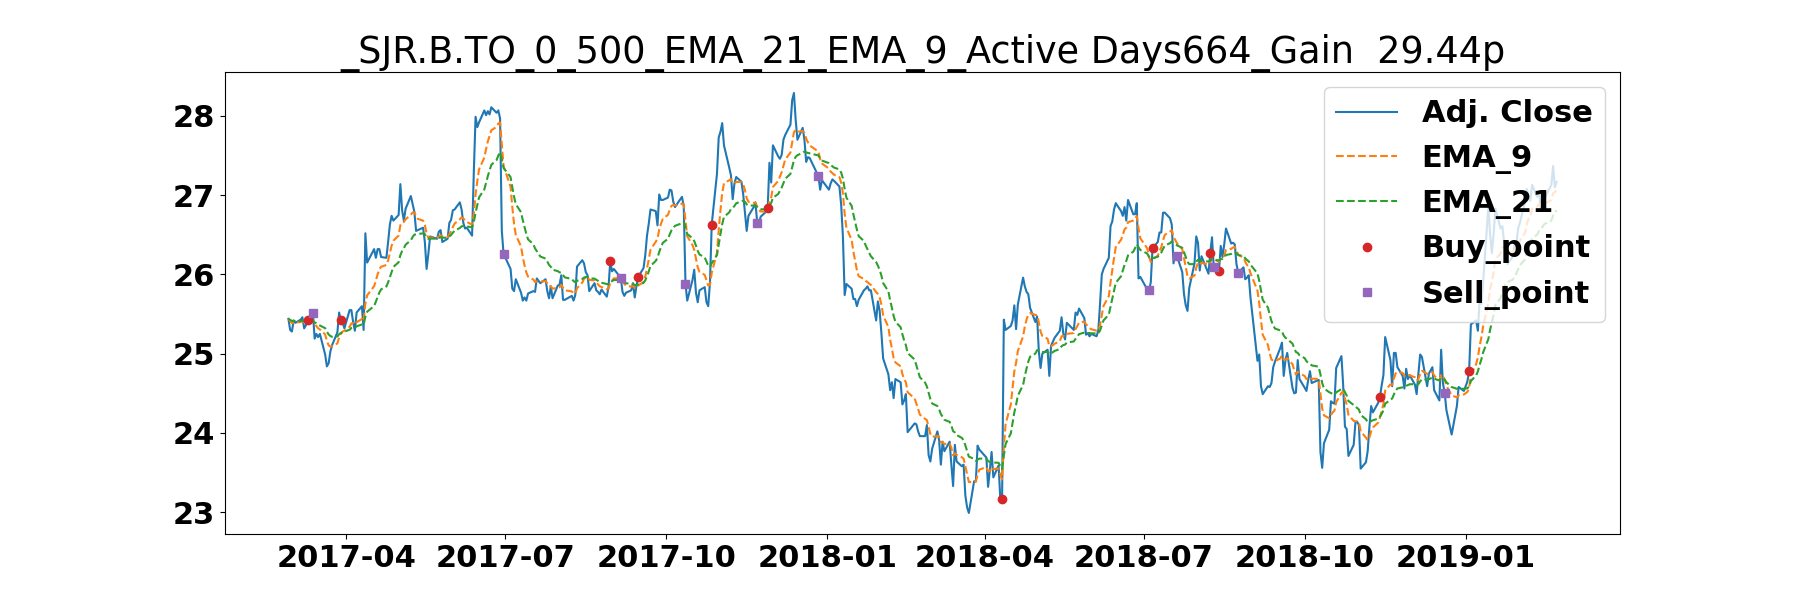 _SJR.B.TO_0_500_EMA_21_EMA_9_Active Days664_Gain  29.44p
28
27
26
25
24
23
Adj. Close
EMA_9
EMA_21
Buy_point
Sell_point
2017-04 2017-07 2017-10 2018-01 2018-04 2018-07 2018-10 2019-01